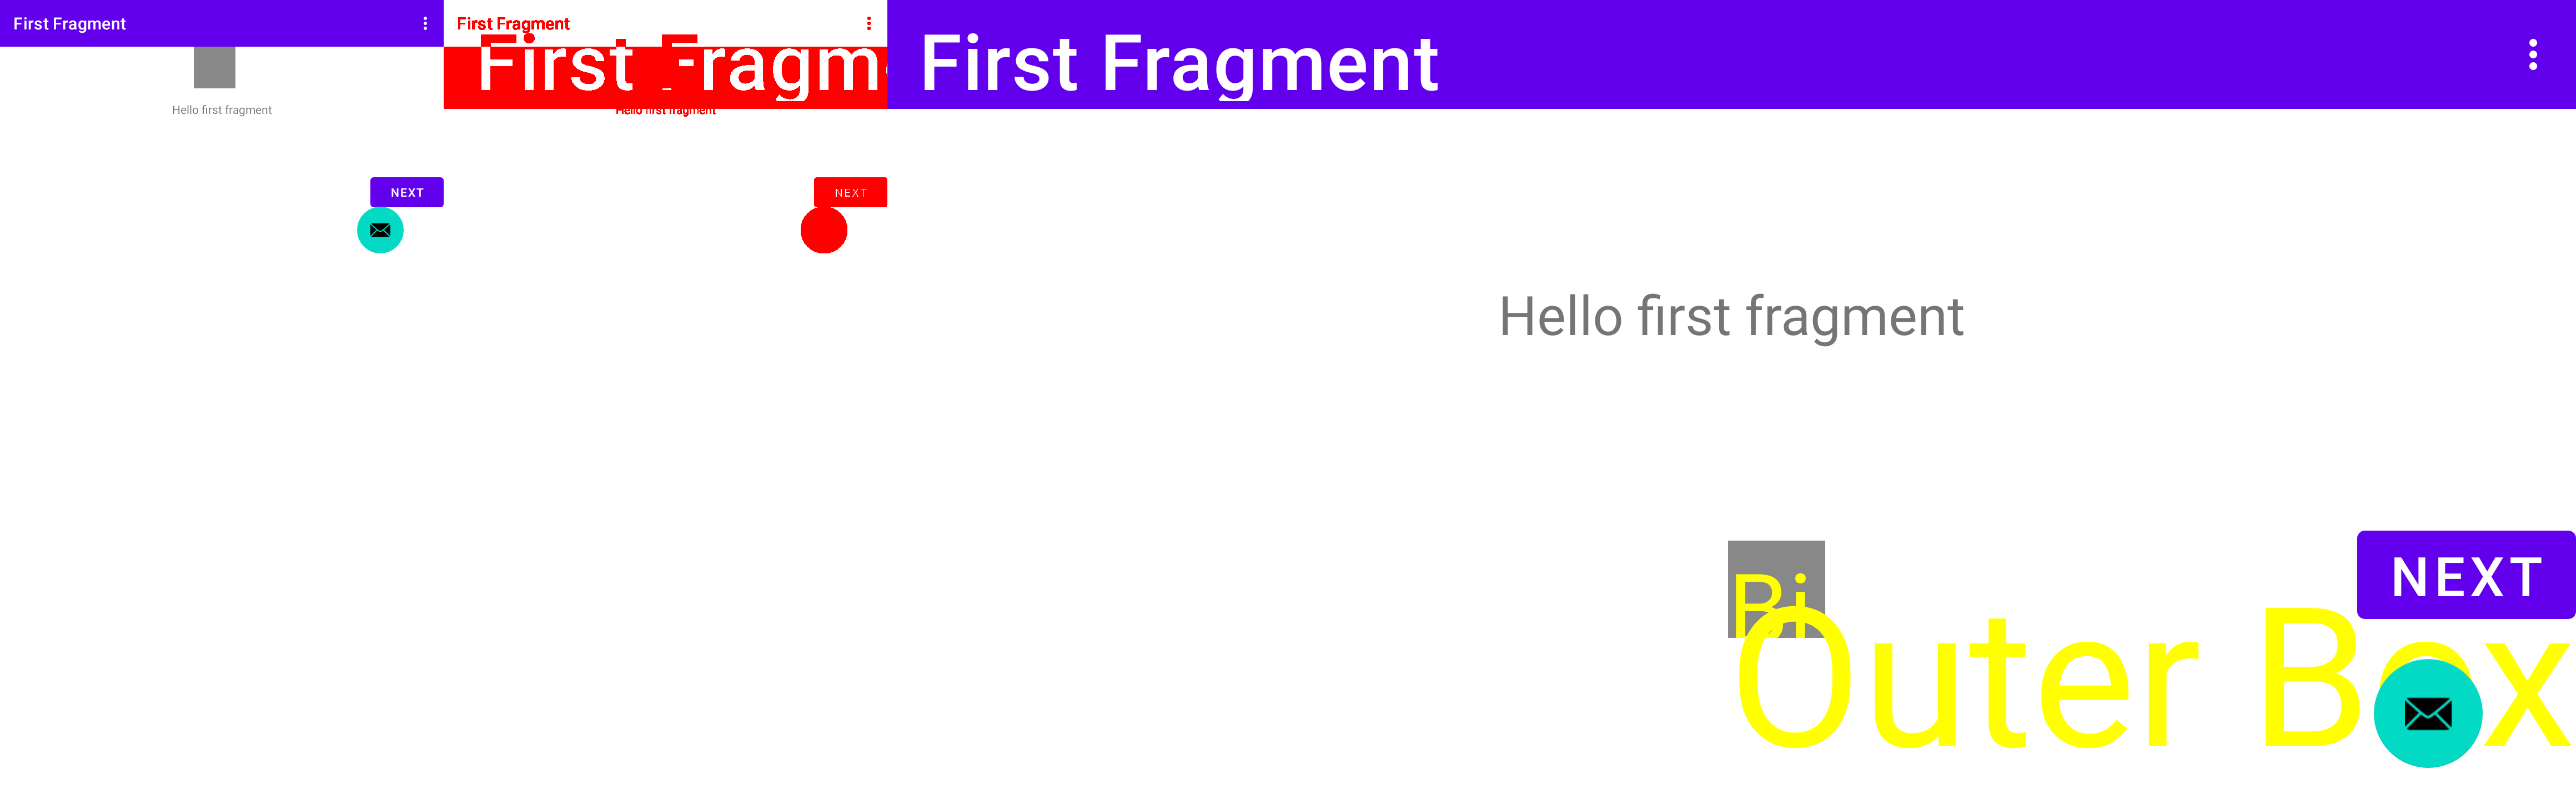 First Fragment
Hello first fragment
NEXT
First Fragment
First Fragm
Hello first fragment
NEXT
First Fragment
Hello first fragment
NEXT
Bi
Outer Box